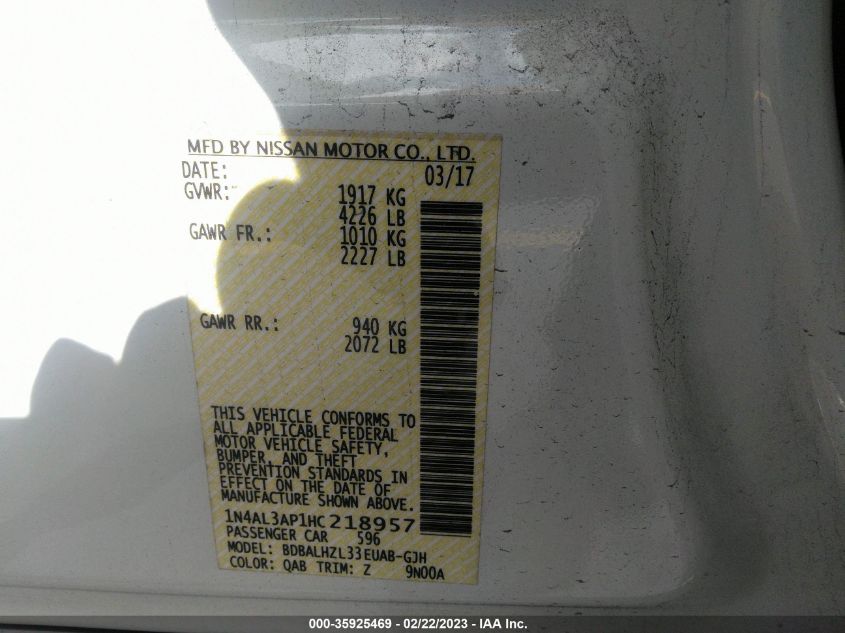 MFD BY NISSAN MOTOR CO., LTD.
DATE: 03/17
GVWR: 1917 KG
4226 LB
GAWR FR.: 1010 KG
2227 LB
GAWR RR.: 940 KG
2072 LB
THIS VEHICLE CONFORMS TO
ALL APPLICABLE FEDERAL
MOTOR VEHICLE SAFETY,
BUMPER, AND THEFT
PREVENTION STANDARDS IN
EFFECT ON THE DATE OF
MANUFACTURE SHOWN ABOVE.
1N4AL3AP1HC218957
PASSENGER CAR 596
MODEL: BDBALHZL33EUAB-GJH
COLOR: QAB TRIM: Z 9N00A
000-35925469 - 02/22/2023 - IAA Inc.